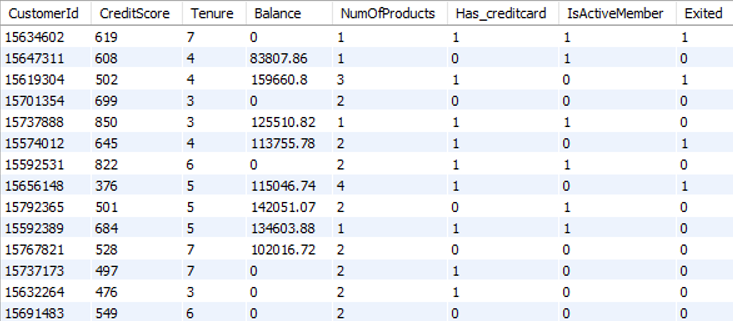 CustomerId CreditScore Tenure Balance NumOfProducts Has_creditcard IsActiveMember Exited
15634602 619 7 0 1 1 1 1
15647311 608 4 83807.86 1 0 1 0
15619304 502 4 159660.8 3 1 0 1
15701354 699 3 0 2 0 0 0
15737888 850 3 125510.82 1 1 1 0
15574012 645 4 113755.78 2 1 0 1
15592531 822 6 0 2 1 1 0
15656148 376 5 115046.74 4 1 0 1
15792365 501 5 142051.07 2 0 1 0
15592389 684 5 134603.88 1 1 1 0
15767821 528 7 102016.72 2 0 0 0
15737173 497 7 0 2 1 0 0
15632264 476 3 0 2 1 0 0
15691483 549 6 0 2 0 0 0